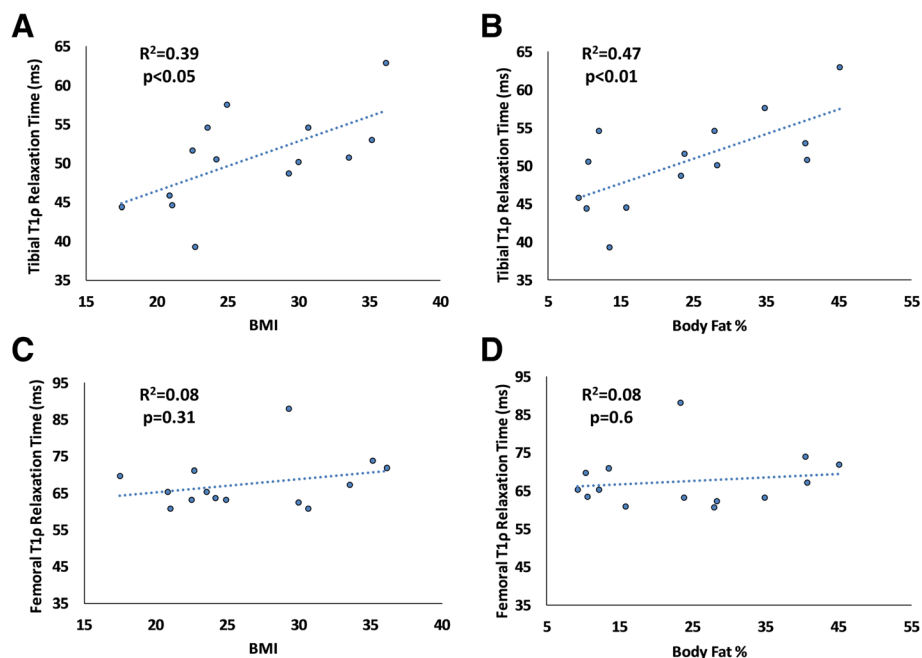 A
R²=0.39
p<0.05
Tibial T1ρ Relaxation Time (ms)
65
60
55
50
45
40
35
15 20 25 30 35 40
BMI
B
R²=0.47
p<0.01
Tibial T1ρ Relaxation Time (ms)
65
60
55
50
45
40
35
5 15 25 35 45 55
Body Fat %
C
R²=0.08
p=0.31
Femoral T1ρ Relaxation Time (ms)
95
85
75
65
55
45
35
15 20 25 30 35 40
BMI
D
R²=0.08
p=0.6
Femoral T1ρ Relaxation Time (ms)
95
85
75
65
55
45
35
5 15 25 35 45 55
Body Fat %